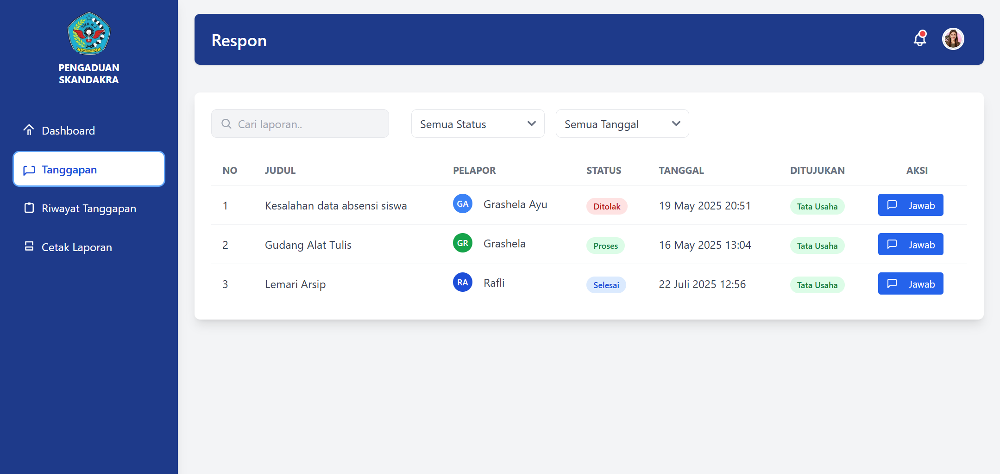 SMK.N 2
PENGADUAN
SKANDAKRA
Dashboard
Tanggapan
Riwayat Tanggapan
Cetak Laporan
Respon
Cari laporan..
Semua Status
Semua Tanggal
NO JUDUL PELAPOR STATUS TANGGAL DITUJUKAN AKSI
1 Kesalahan data absensi siswa GA Grashela Ayu Ditolak 19 May 2025 20:51 Tata Usaha Jawab
2 Gudang Alat Tulis GR Grashela Proses 16 May 2025 13:04 Tata Usaha Jawab
3 Lemari Arsip RA Rafli Selesai 22 Juli 2025 12:56 Tata Usaha Jawab